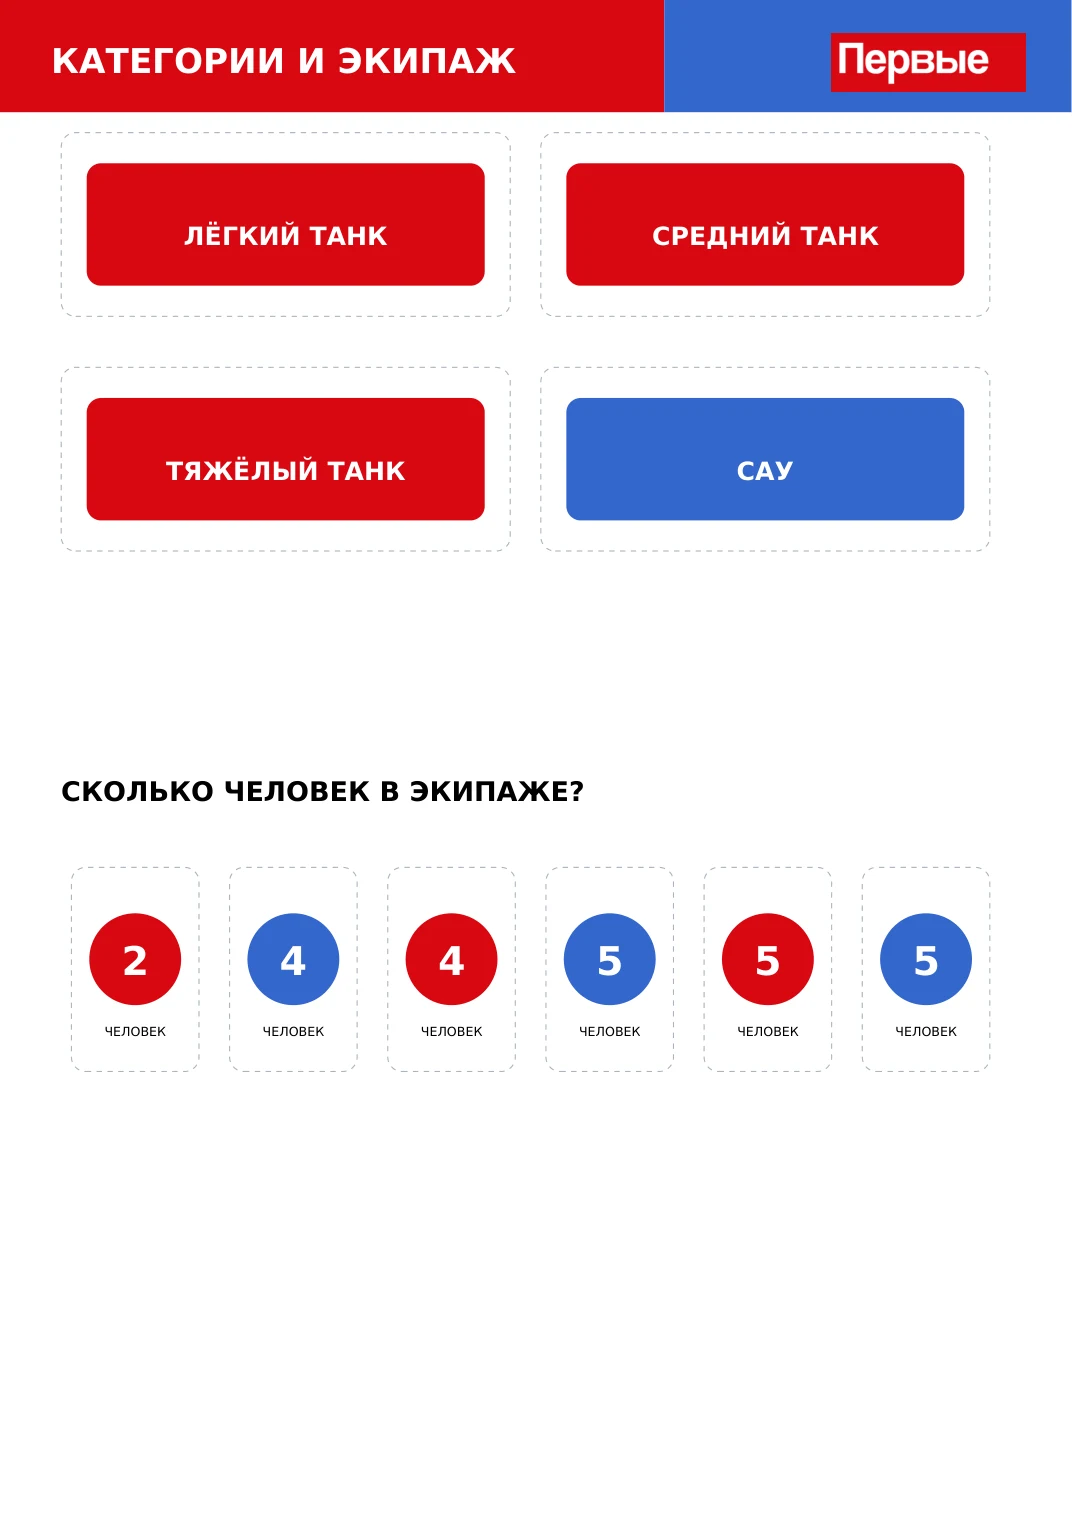 КАТЕГОРИИ И ЭКИПАЖ
Первые
ЛЁГКИЙ ТАНК
СРЕДНИЙ ТАНК
ТЯЖЁЛЫЙ ТАНК
САУ
СКОЛЬКО ЧЕЛОВЕК В ЭКИПАЖЕ?
2
ЧЕЛОВЕК
4
ЧЕЛОВЕК
4
ЧЕЛОВЕК
5
ЧЕЛОВЕК
5
ЧЕЛОВЕК
5
ЧЕЛОВЕК